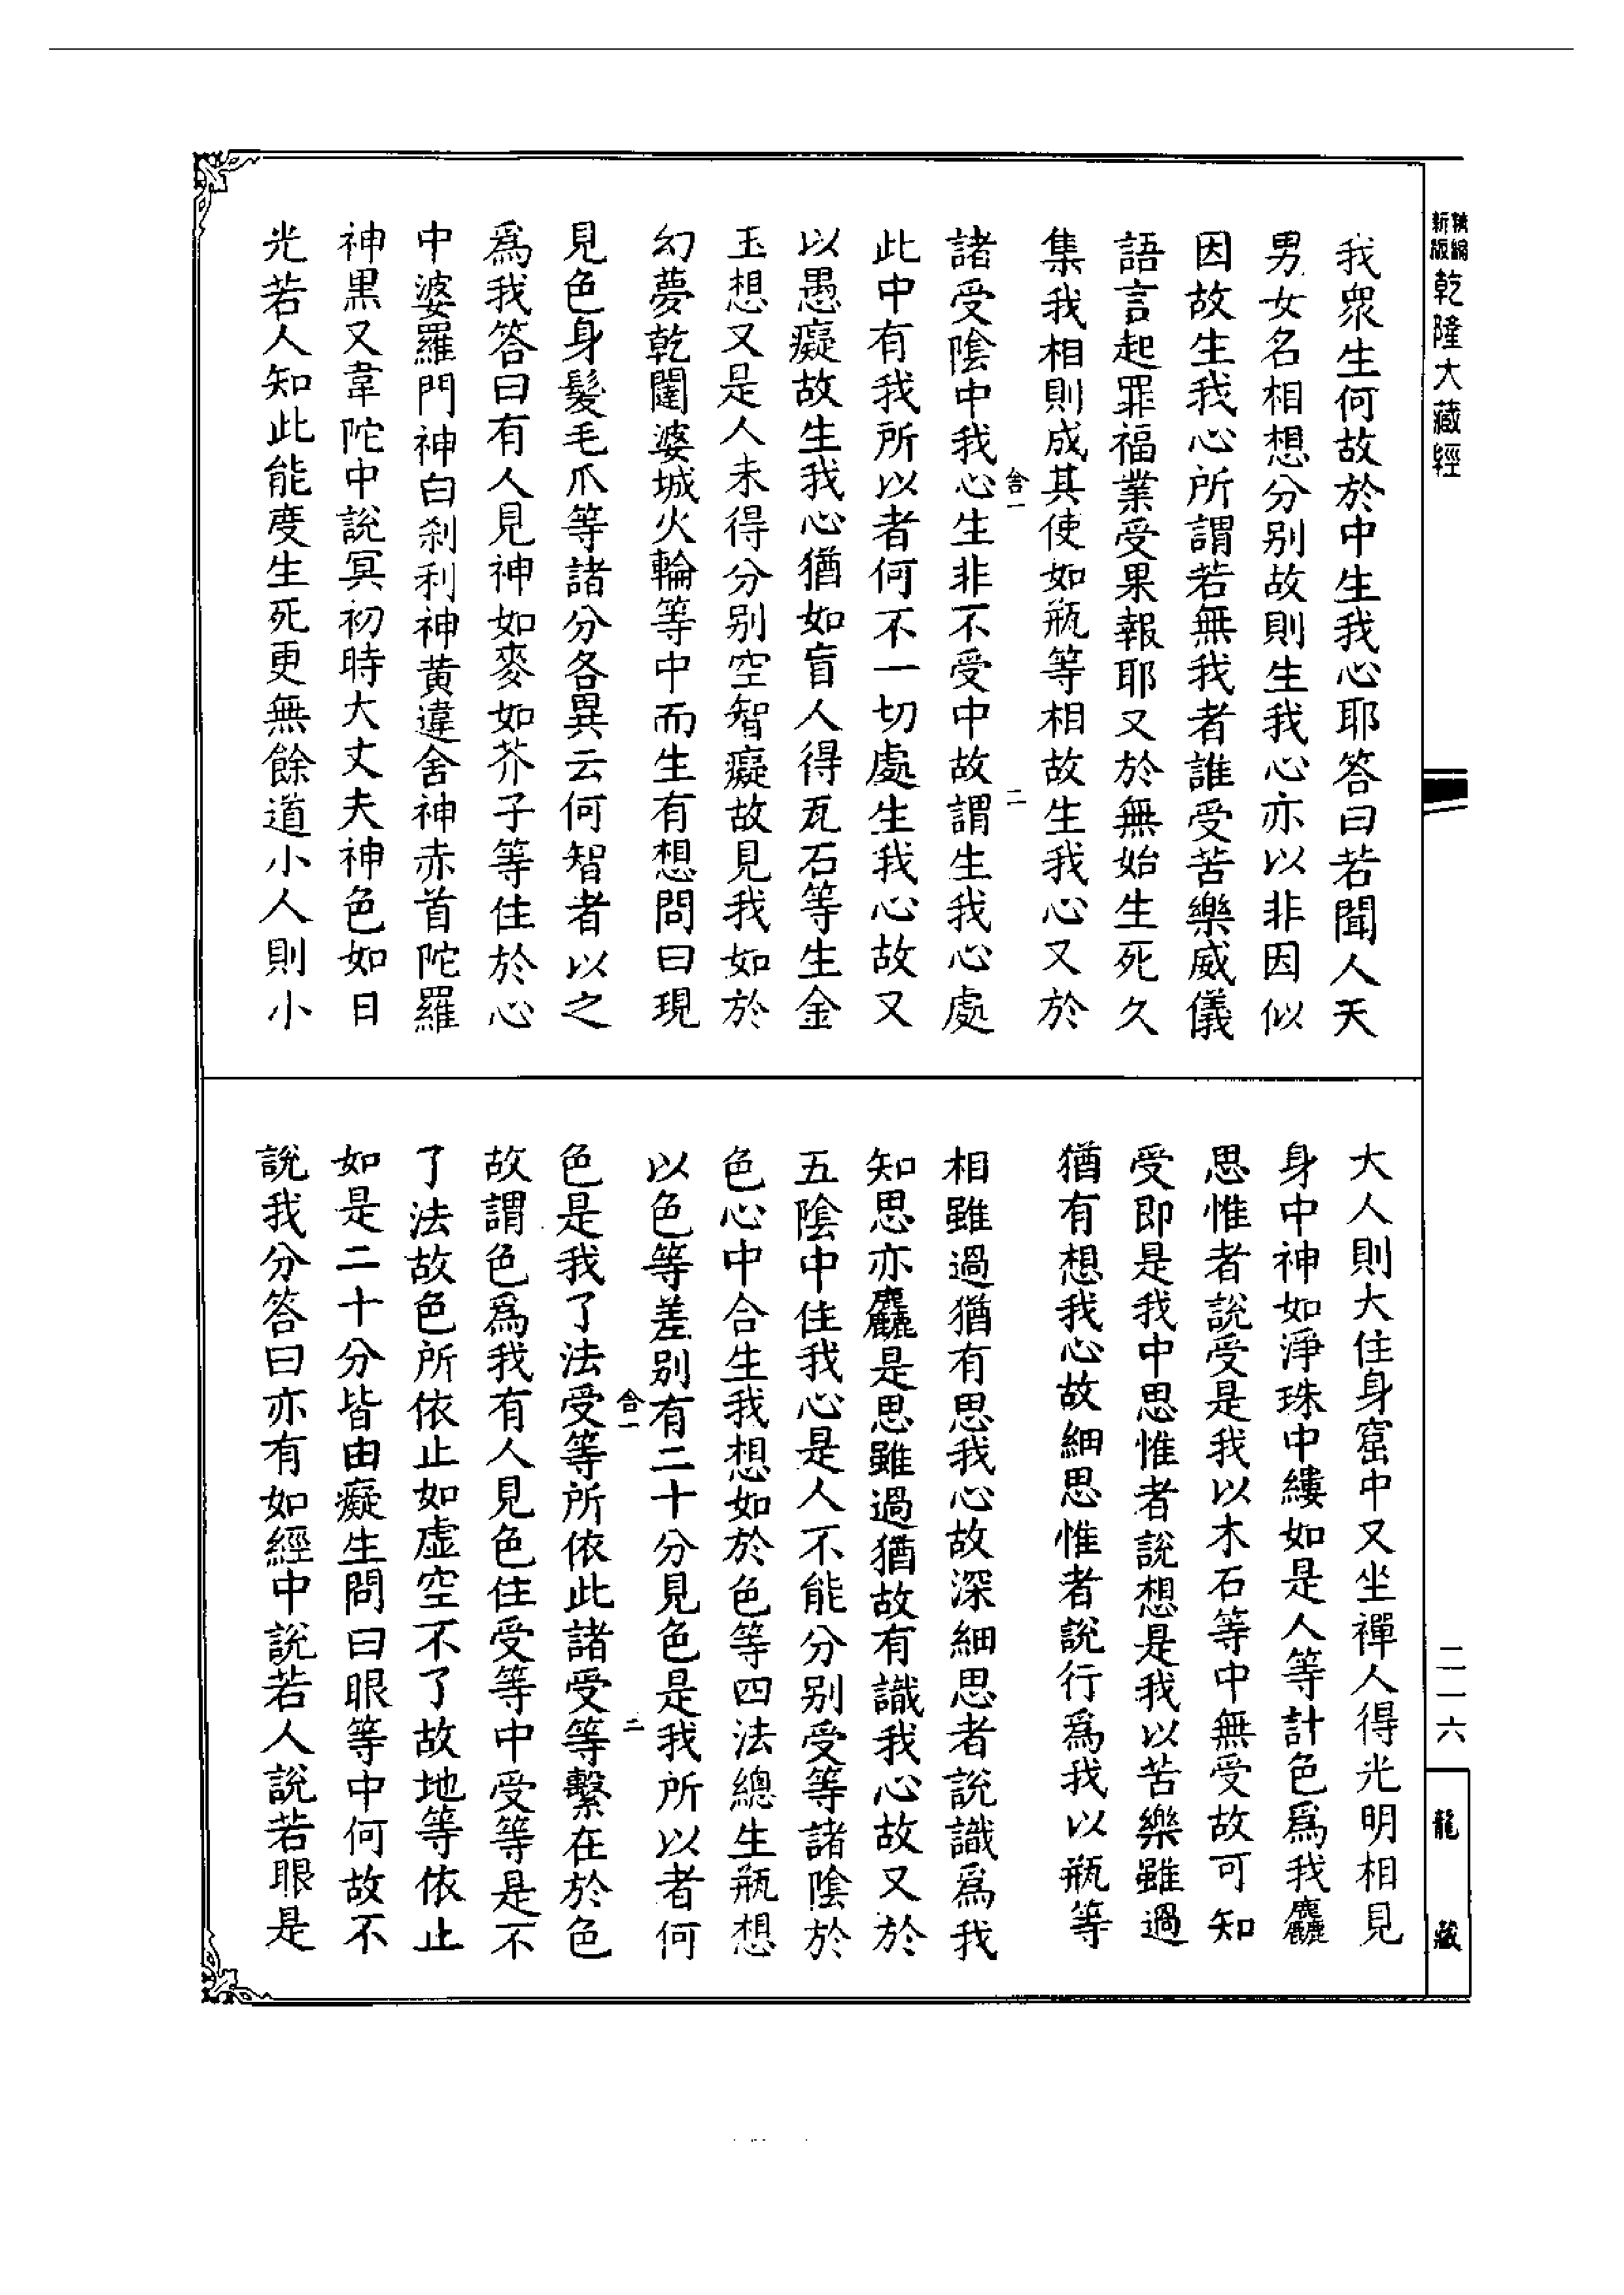 新版
精編
乾隆大藏經
我衆生何故於中生我心耶答曰若聞人天
男女名相想分别故則生我心亦以非因似
因故生我心所謂若無我者誰受苦樂威儀
語言起罪福業受果報耶又於無始生死久
集我相則成其使如瓶等相故生我心又於
舍一 二
諸受隂中我心生非不受中故謂生我心處
此中有我所以者何不一切處生我心故又
以愚癡故生我心猶如盲人得瓦石等生金
玉想又是人未得分别空智癡故見我如於
幻夢乾闥婆城火輪等中而生有想問曰現
見色身髮毛爪等諸分各異云何智者以之
爲我答曰有人見神如麥如芥子等住於心
中婆羅門神白刹利神黄違舍神赤首陀羅
神黒又韋陀中說冥初時大丈夫神色如日
光若人知此能度生死更無餘道小人則小
大人則大住身窟中又坐禪人得光明相見
身中神如淨珠中縷如是人等計色爲我麤
思惟者說受是我以木石等中無受故可知
受即是我中思惟者說想是我以苦樂雖過
猶有想我心故細思惟者說行爲我以瓶等
相雖過猶有思我心故深細思者說識爲我
知思亦麤是思雖過猶故有識我心故又於
五隂中住我心是人不能分别受等諸隂於
色心中合生我想如於色等四法總生瓶想
以色等差别有二十分見色是我所以者何
舍一 二
色是我了法受等所依此諸受等繫在於色
故謂色爲我有人見色住受等中受等是不
了法故色所依止如虚空不了故地等依止
如是二十分皆由癡生問曰眼等中何故不
說我分答曰亦有如經中說若人說若眼是
二一六
龍藏